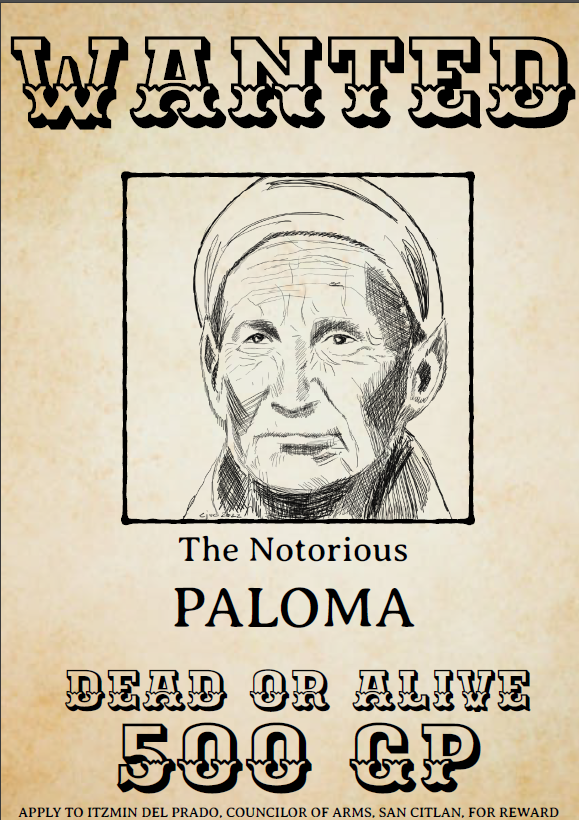 WANTED
The Notorious
PALOMA
DEAD OR ALIVE
500 GP
APPLY TO ITZMIN DEL PRADO, COUNCILOR OF ARMS, SAN CITLAN, FOR REWARD